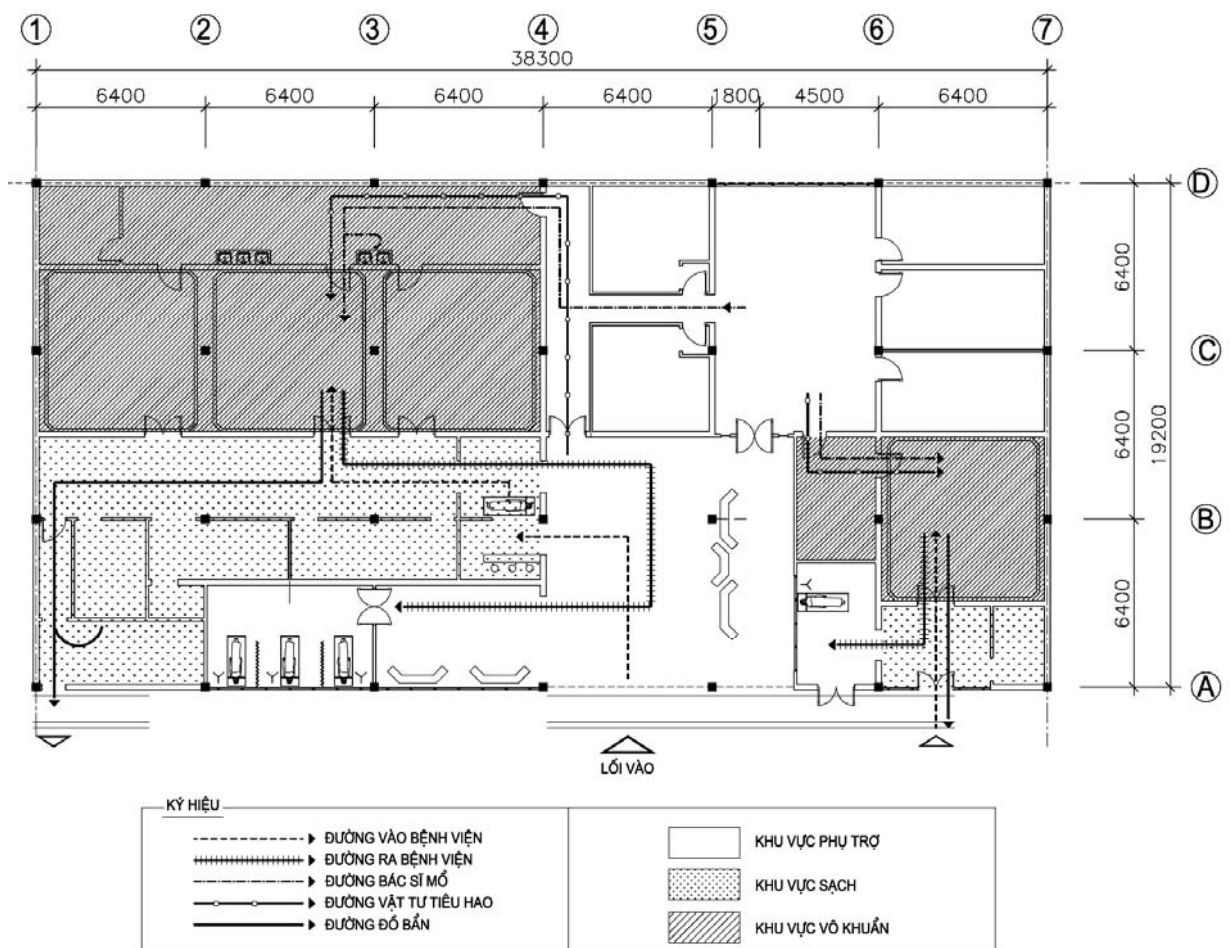 1 2 3 4 5 6 7
38300
6400 6400 6400 6400 1800 4500 6400
D
6400
C
6400
19200
B
6400
A
LỐI VÀO
KÝ HIỆU
ĐƯỜNG VÀO BỆNH VIỆN
ĐƯỜNG RA BỆNH VIỆN
ĐƯỜNG BÁC SĨ MỔ
ĐƯỜNG VẬT TƯ TIÊU HAO
ĐƯỜNG ĐỒ BẨN
KHU VỰC PHỤ TRỢ
KHU VỰC SẠCH
KHU VỰC VÔ KHUẨN